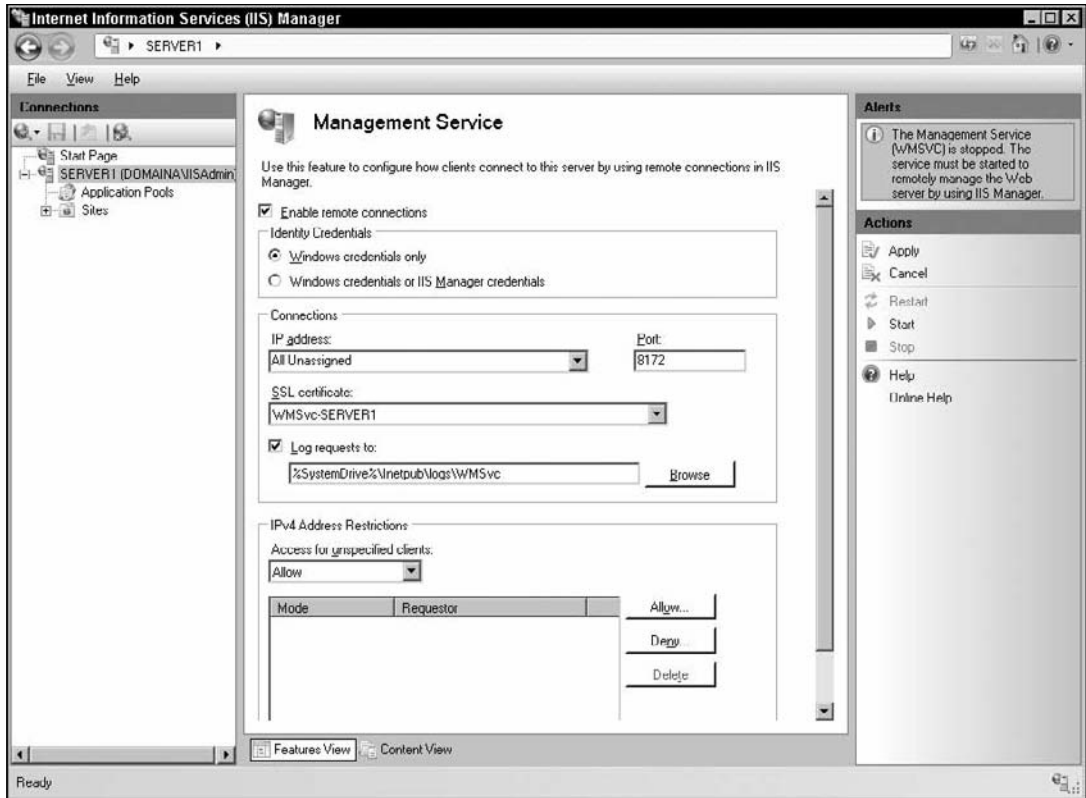 Internet Information Services (IIS) Manager
SERVER1
File View Help
Connections
Start Page
SERVER1 (DOMAINA\IISAdmin)
Application Pools
Sites
Management Service
Use this feature to configure how clients connect to this server by using remote connections in IIS
Manager.
Enable remote connections
Identity Credentials
Windows credentials only
Windows credentials or IIS Manager credentials
Connections
IP address:
Port:
All Unassigned
8172
SSL certificate:
WMSvc-SERVER1
Log requests to:
%SystemDrive%\Inetpub\logs\WMSvc
Browse
IPv4 Address Restrictions
Access for unspecified clients:
Allow
Mode Requestor
Allow...
Deny...
Delete
Features View Content View
Alerts
The Management Service
(WMSVC) is stopped. The
service must be started to
remotely manage the Web
server by using IIS Manager.
Actions
Apply
Cancel
Restart
Start
Stop
Help
Online Help
Ready